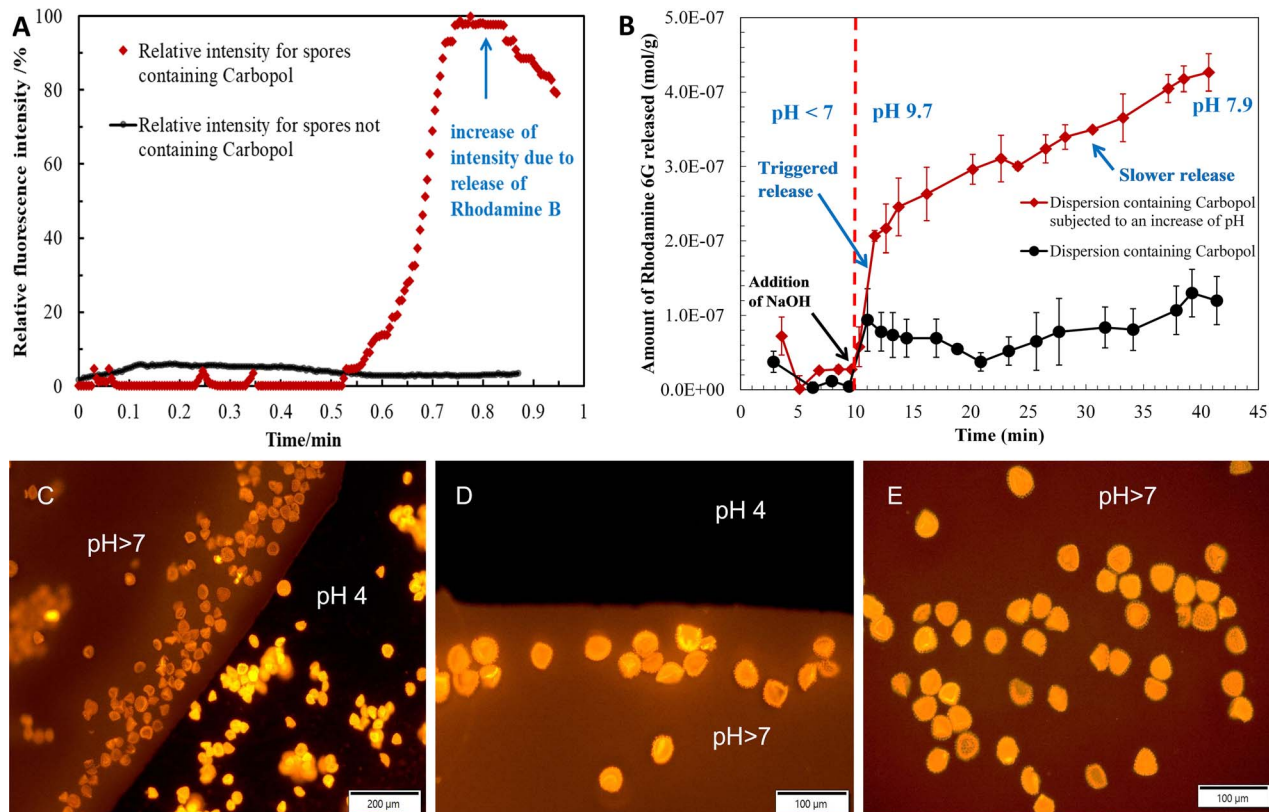 A
Relative fluorescence intensity /%
100
80
60
40
20
0
Relative intensity for spores
containing Carbopol
Relative intensity for spores not
containing Carbopol
increase of
intensity due to
release of
Rhodamine B
0 0.1 0.2 0.3 0.4 0.5 0.6 0.7 0.8 0.9 1
Time/min
B
Amount of Rhodamine 6G released (mol/g)
5.0E-07
4.0E-07
3.0E-07
2.0E-07
1.0E-07
0.0E+00
pH < 7
pH 9.7
pH 7.9
Triggered
release
Slower release
Addition
of NaOH
Dispersion containing Carbopol
subjected to an increase of pH
Dispersion containing Carbopol
0 5 10 15 20 25 30 35 40 45
Time (min)
C
pH>7
pH 4
200 µm
D
pH 4
pH>7
100 µm
E
pH>7
100 µm